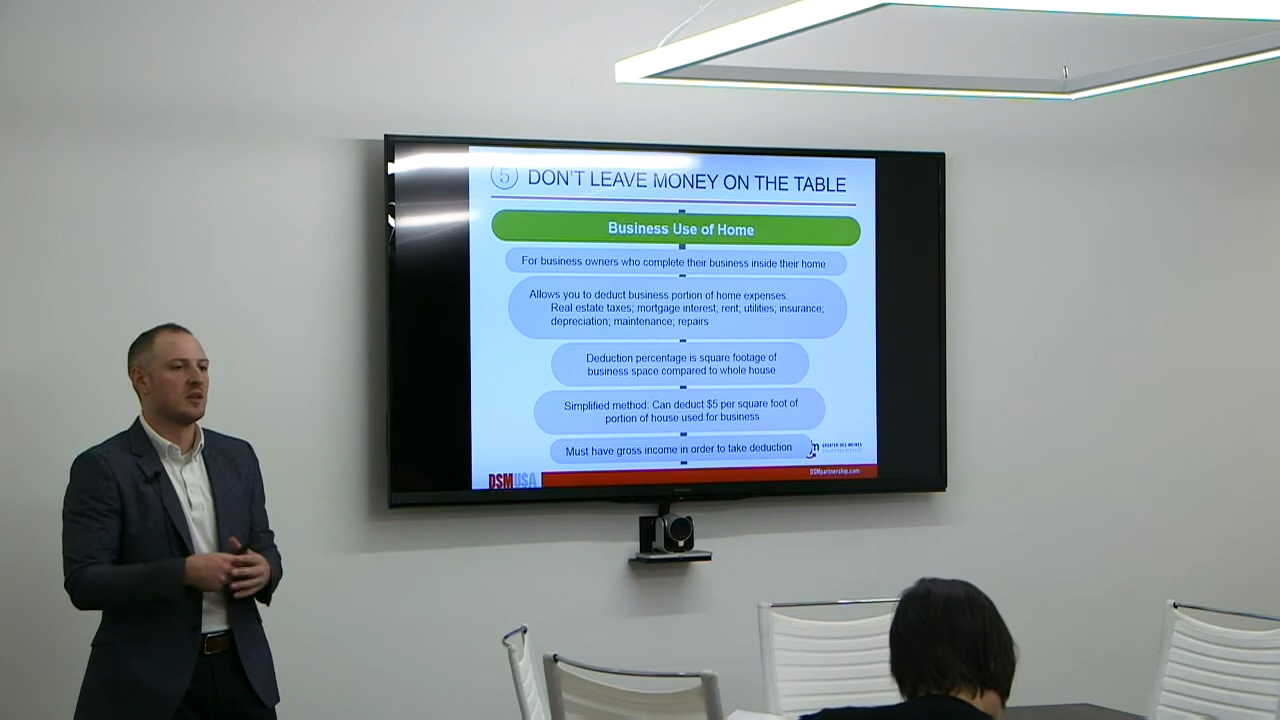 5 DON'T LEAVE MONEY ON THE TABLE
Business Use of Home
For business owners who complete their business inside their home
Allows you to deduct business portion of home expenses.
Real estate taxes; mortgage interest; rent; utilities; insurance;
depreciation; maintenance; repairs
Deduction percentage is square footage of
business space compared to whole house
Simplified method: Can deduct $5 per square foot of
portion of house used for business
Must have gross income in order to take deduction
GREATER DES MOINES
PARTNERSHIP
DSMUSA
DSMpartnership.com